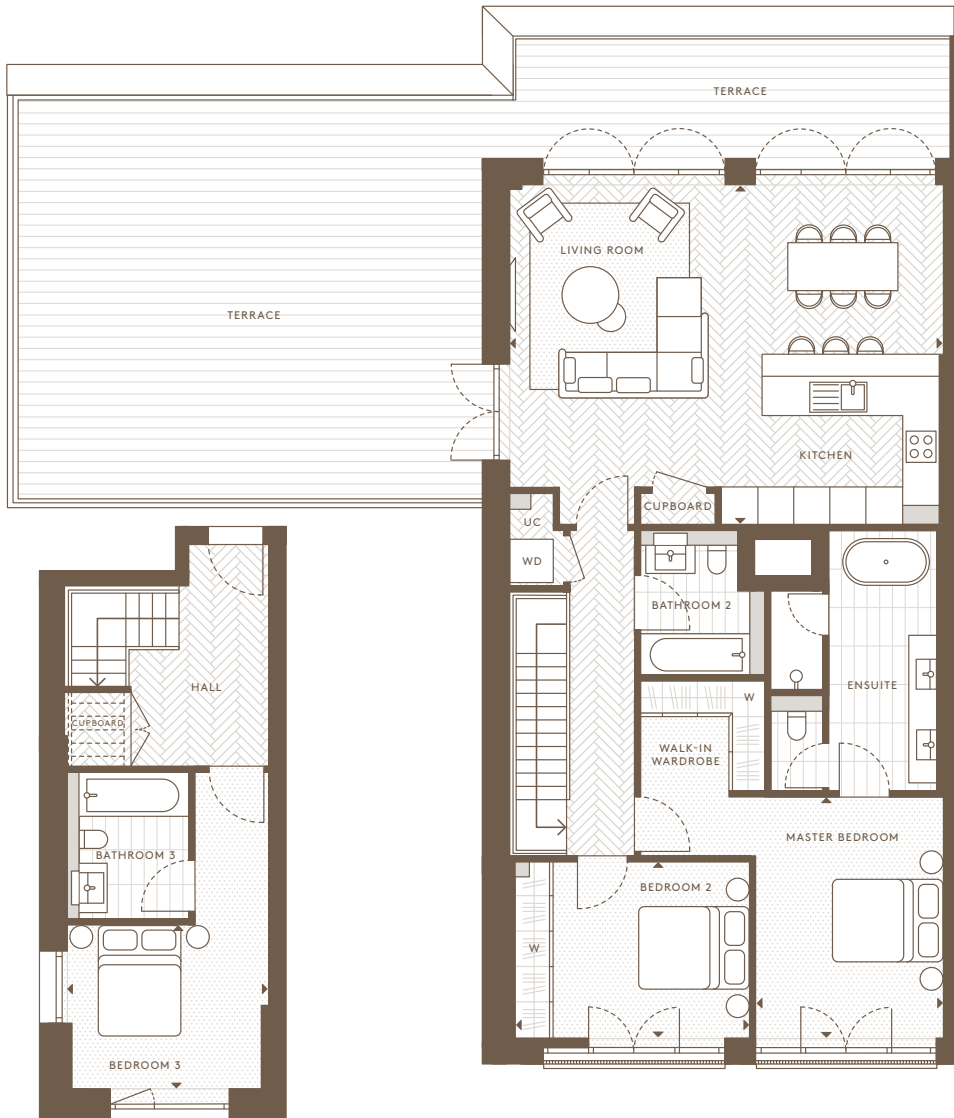 TERRACE
LIVING ROOM
TERRACE
KITCHEN
CUPBOARD
UC
WD
BATHROOM 2
HALL
ENSUITE
W
CUPBOARD
WALK-IN
WARDROBE
MASTER BEDROOM
BATHROOM 3
BEDROOM 2
W
BEDROOM 3